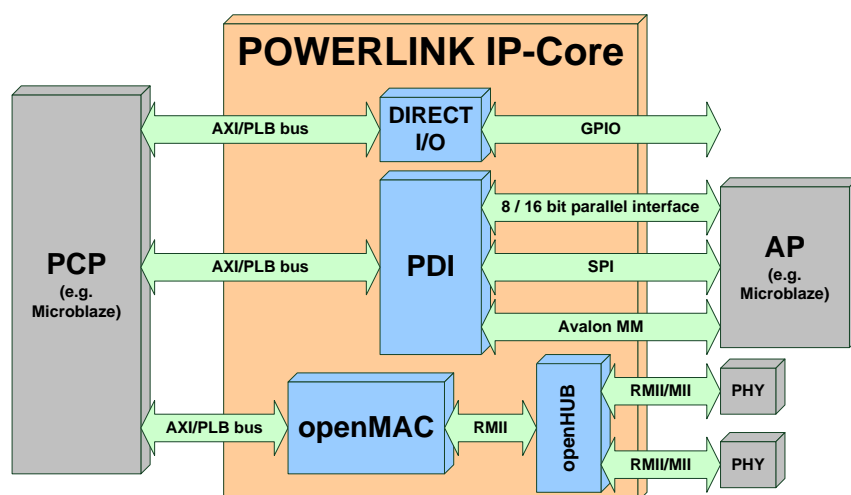 POWERLINK IP-Core
AXI/PLB bus
DIRECT
I/O
GPIO
8 / 16 bit parallel interface
PCP
(e.g.
Microblaze)
AXI/PLB bus
PDI
SPI
AP
(e.g.
Microblaze)
Avalon MM
AXI/PLB bus
openMAC
RMII
openHUB
RMII/MII
PHY
RMII/MII
PHY